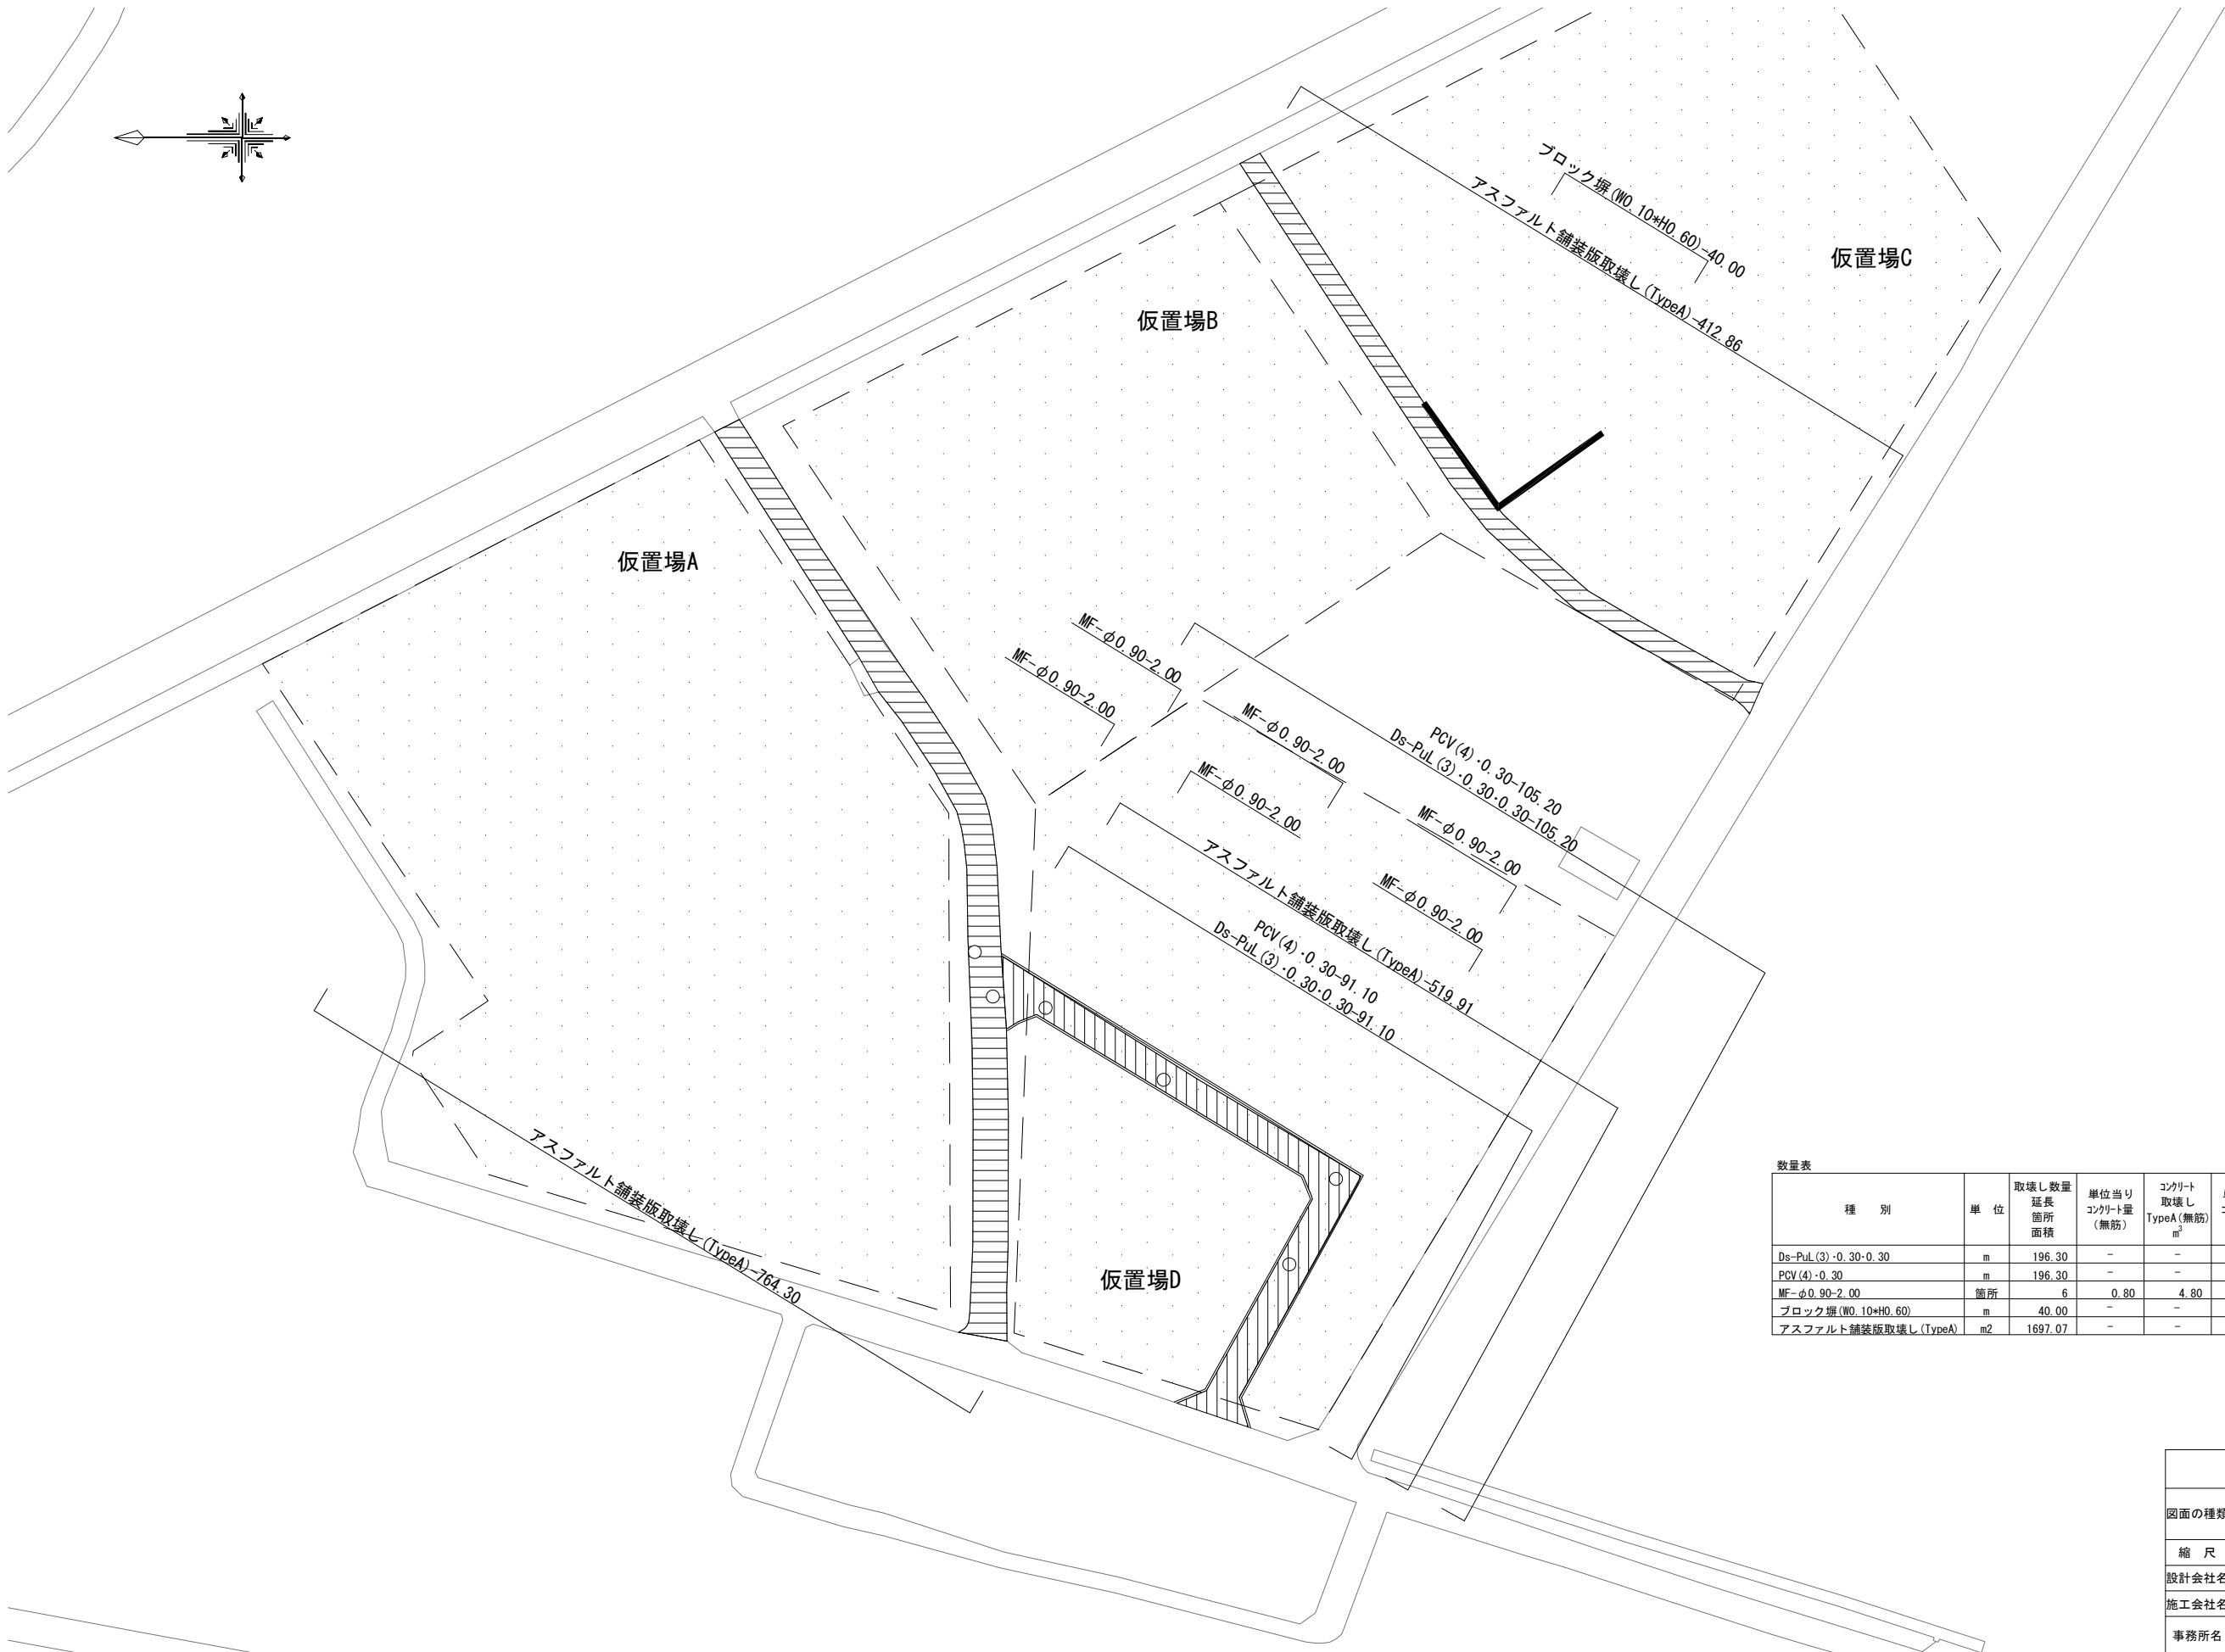 ブロック塀(W0.10*H0.60)-40.00
アスファルト舗装版取壊し(TypeA)-412.86
仮置場C
仮置場B
仮置場A
MF-φ0.90-2.00
MF-φ0.90-2.00
MF-φ0.90-2.00
MF-φ0.90-2.00
PCV(4)・0.30-105.20
Ds-PuL(3)・0.30・0.30-105.20
MF-φ0.90-2.00
MF-φ0.90-2.00
アスファルト舗装版取壊し(TypeA)-519.91
PCV(4)・0.30-91.10
Ds-PuL(3)・0.30・0.30-91.10
アスファルト舗装版取壊し(TypeA)-764.30
仮置場D
数量表
種 別 単 位 取壊し数量 延長 箇所 面積 単位当り コンクリート量 (無筋) コンクリート 取壊し TypeA(無筋) m3
Ds-PuL(3)・0.30・0.30 m 196.30 - -
PCV(4)・0.30 m 196.30 - -
MF-φ0.90-2.00 箇所 6 0.80 4.80
ブロック塀(W0.10*H0.60) m 40.00 - -
アスファルト舗装版取壊し(TypeA) m2 1697.07 - -
図面の種類
縮 尺
設計会社名
施工会社名
事務所名